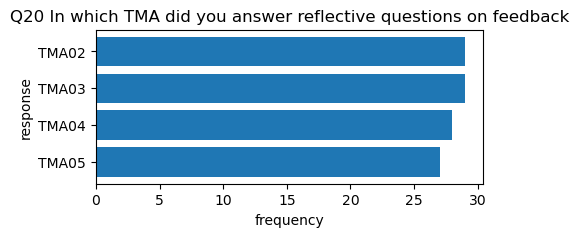 Q20 In which TMA did you answer reflective questions on feedback
response
TMA02
TMA03
TMA04
TMA05
0 5 10 15 20 25 30
frequency